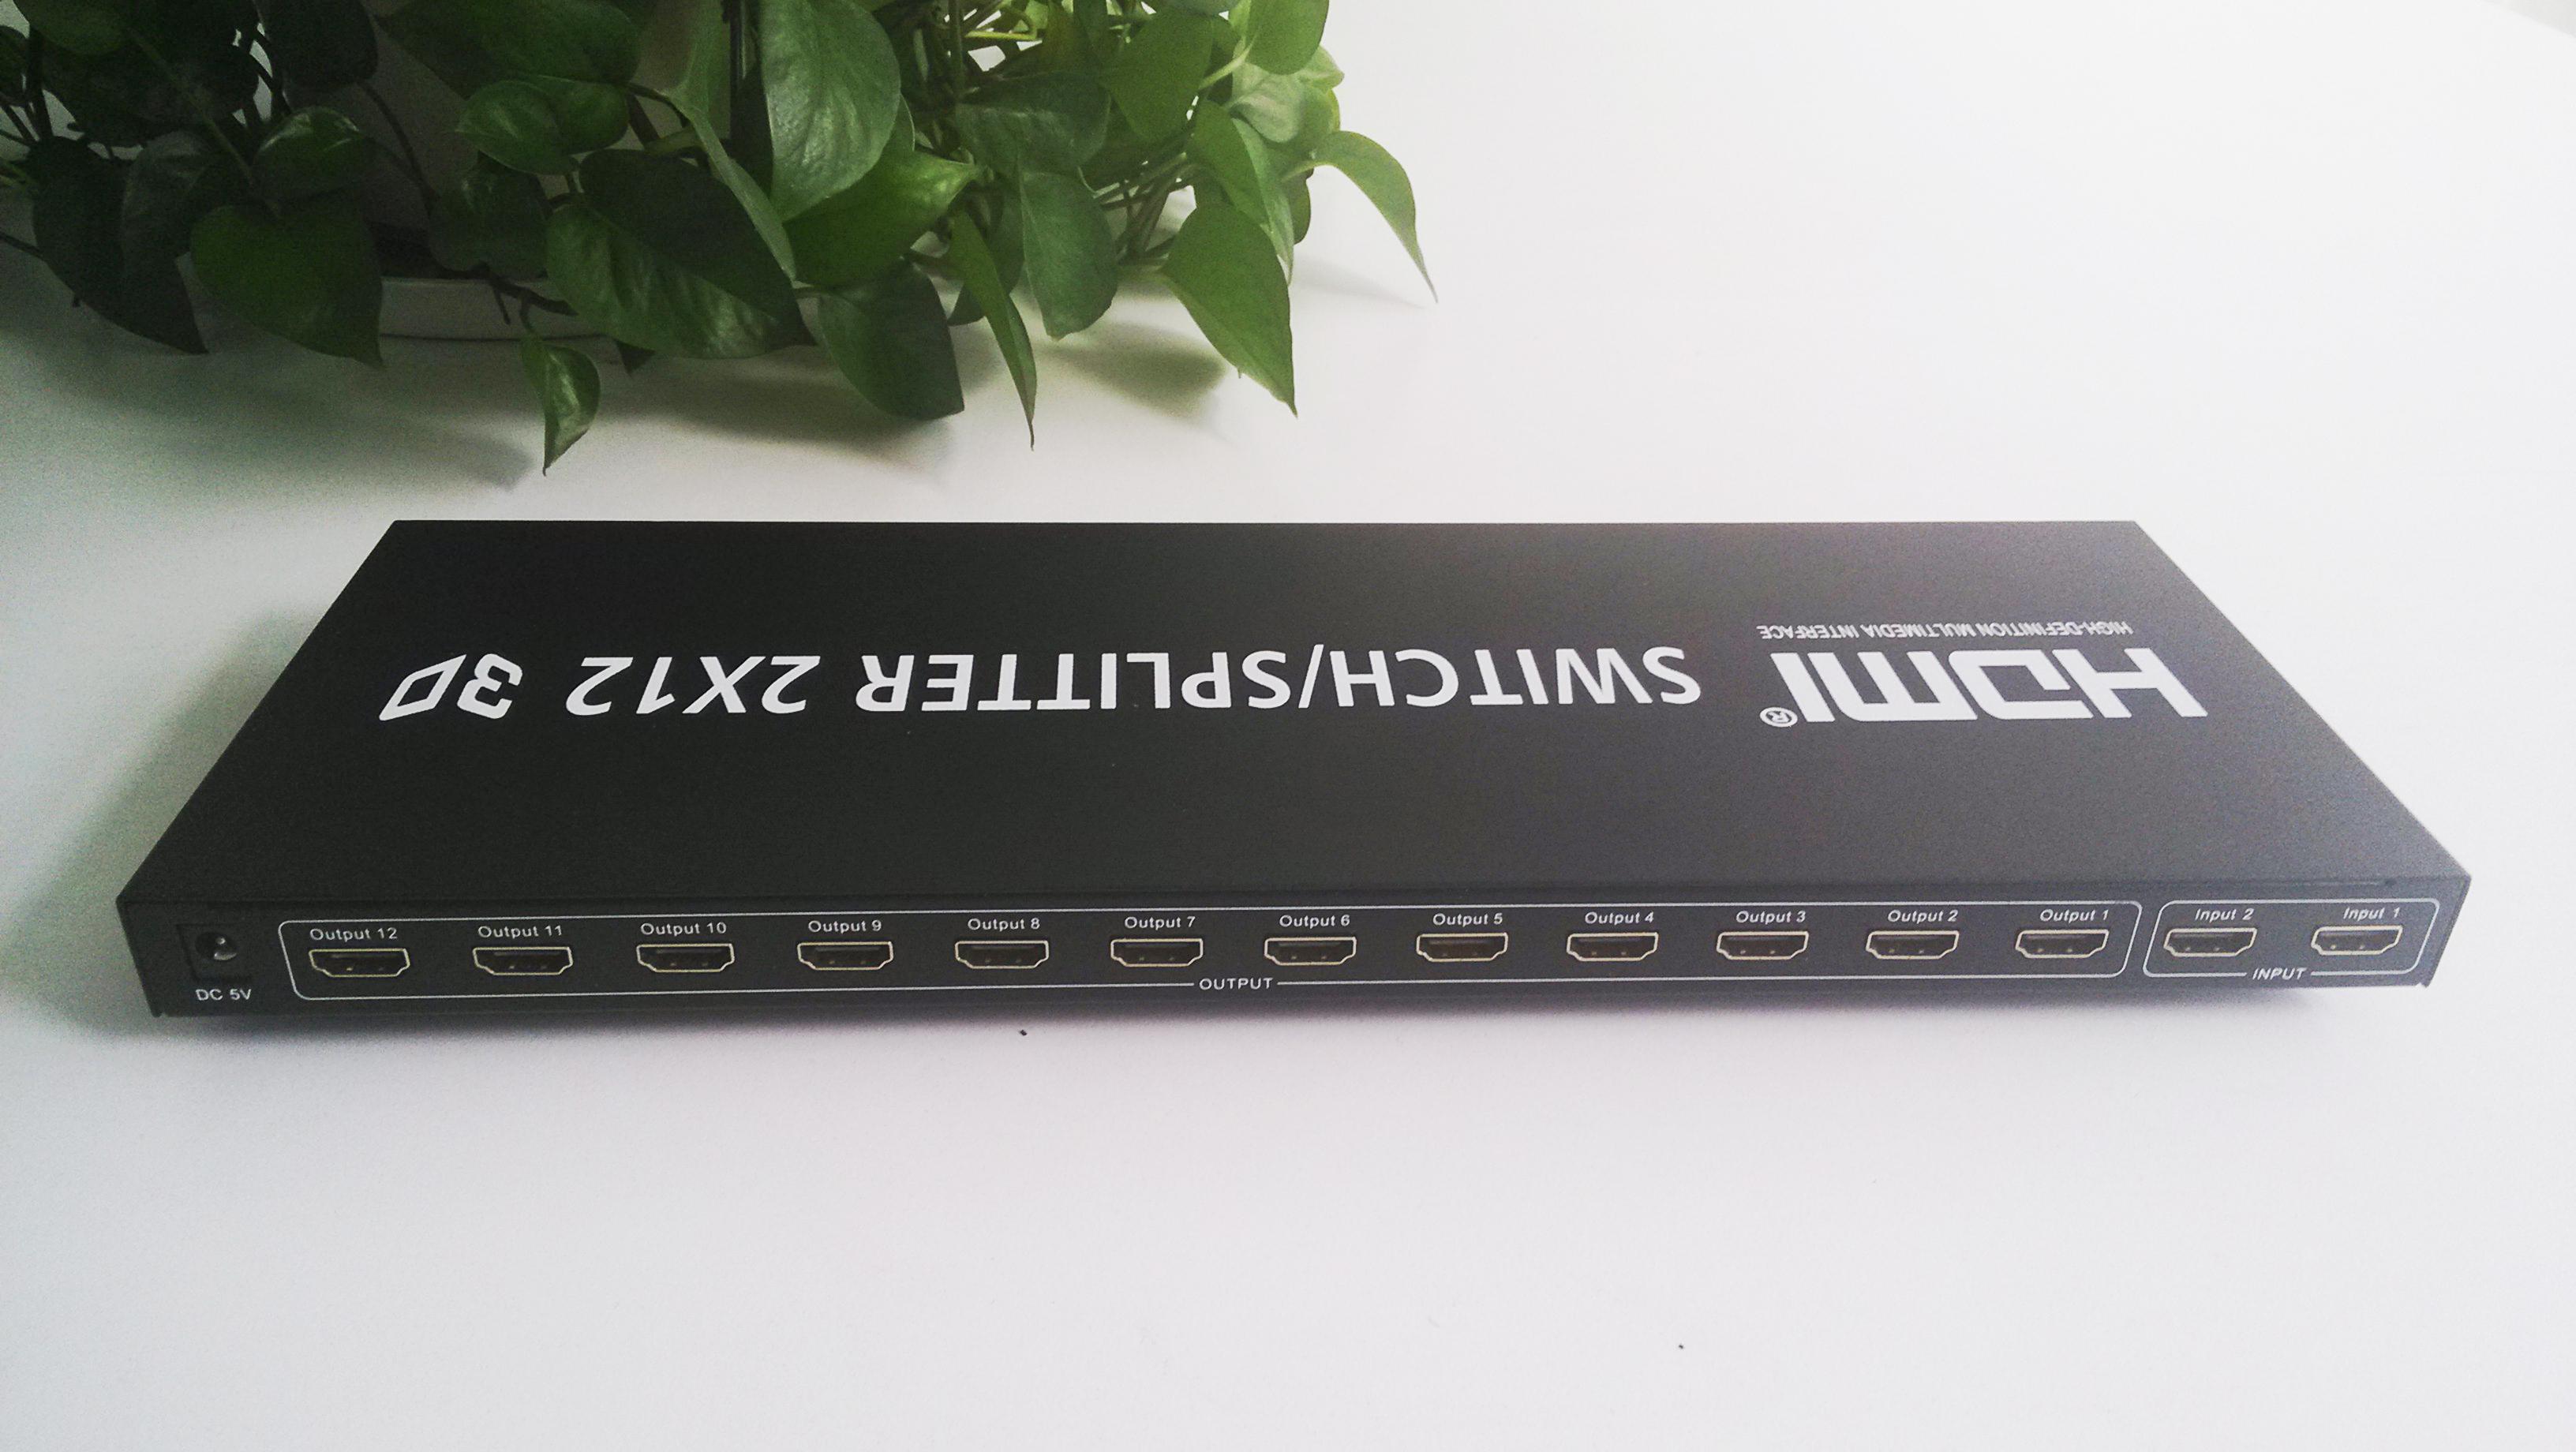 HDMI® SWITCH/SPLITTER 2X12 3D
HIGH-DEFINITION MULTIMEDIA INTERFACE
Output 12 Output 11 Output 10 Output 9 Output 8 Output 7 Output 6 Output 5 Output 4 Output 3 Output 2 Output 1 Input 2 Input 1
DC 5V OUTPUT INPUT